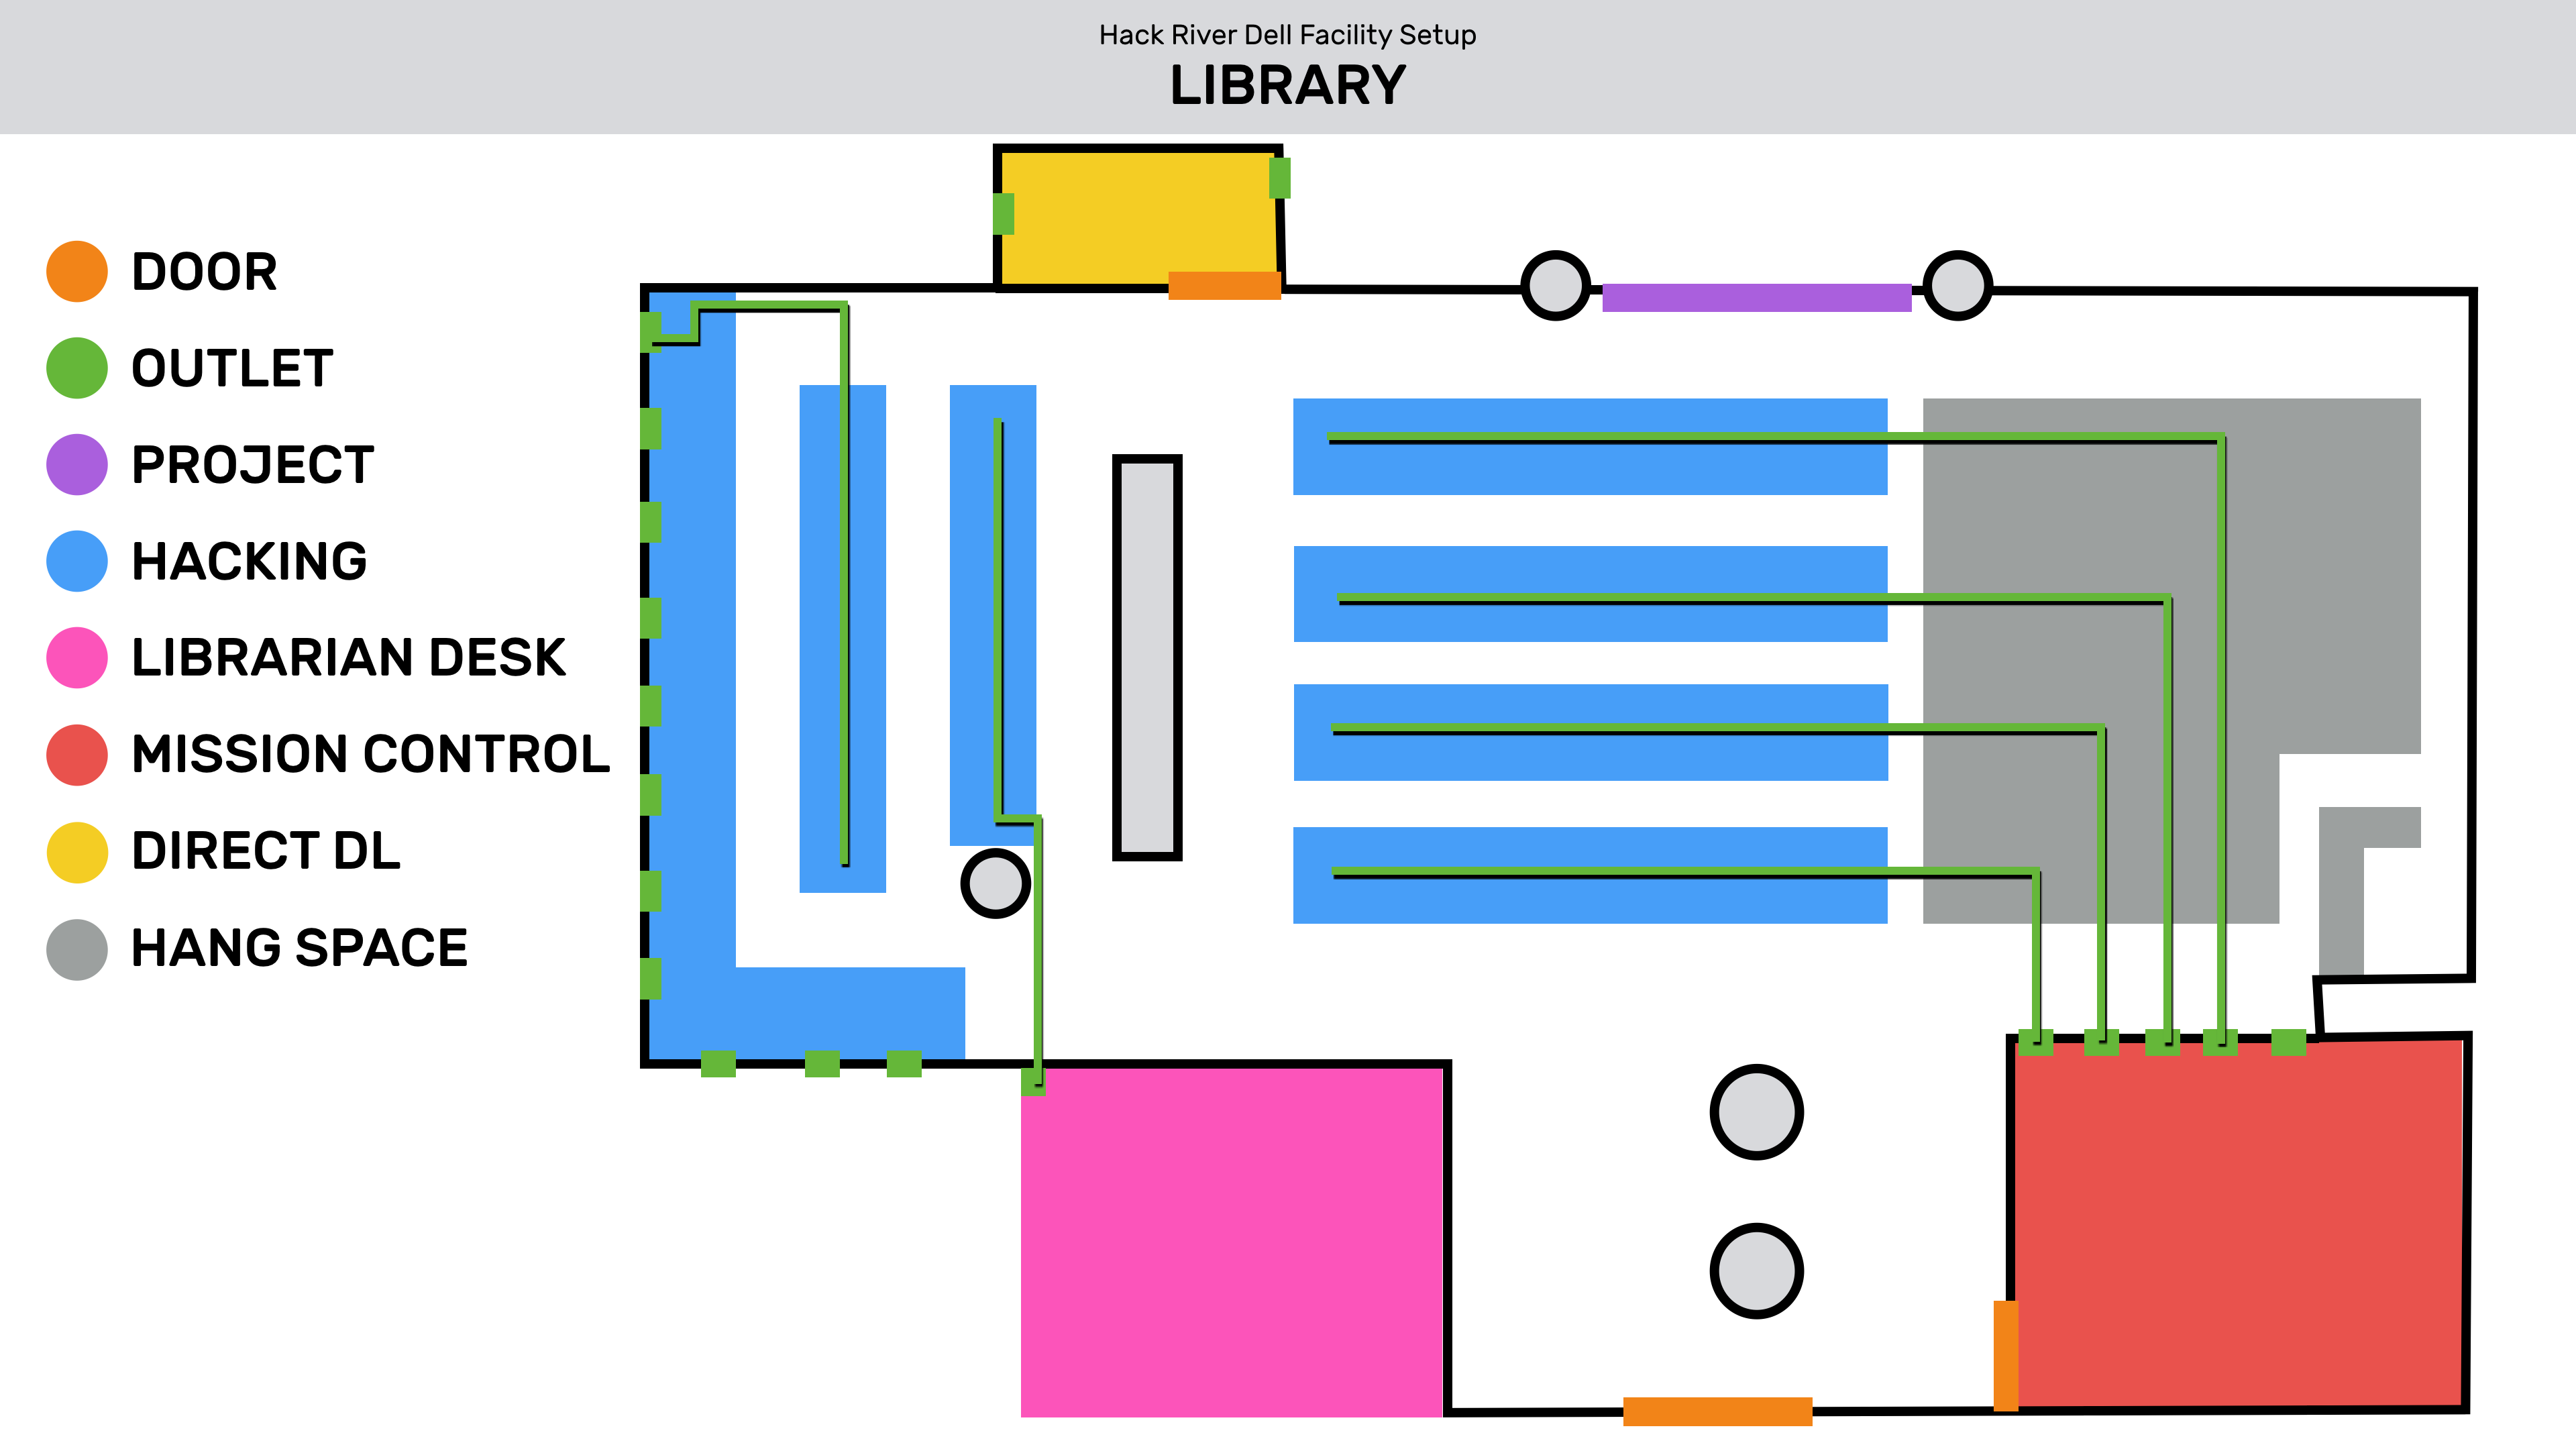 Hack River Dell Facility Setup
LIBRARY
DOOR
OUTLET
PROJECT
HACKING
LIBRARIAN DESK
MISSION CONTROL
DIRECT DL
HANG SPACE